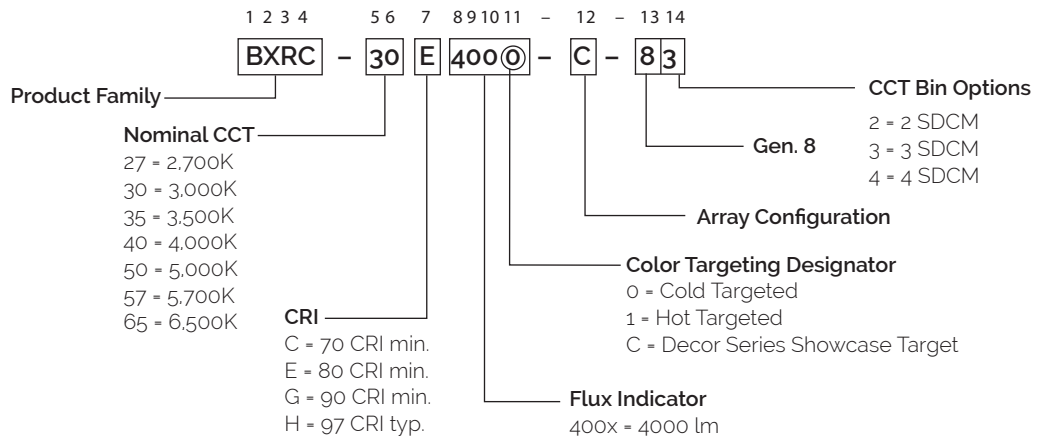 1 2 3 4 5 6 7 8 9 10 11 – 12 – 13 14
BXRC – 30 E 400 0 – C – 8 3
Product Family
Nominal CCT
27 = 2,700K
30 = 3,000K
35 = 3,500K
40 = 4,000K
50 = 5,000K
57 = 5,700K
65 = 6,500K
CRI
C = 70 CRI min.
E = 80 CRI min.
G = 90 CRI min.
H = 97 CRI typ.
CCT Bin Options
2 = 2 SDCM
3 = 3 SDCM
4 = 4 SDCM
Gen. 8
Array Configuration
Color Targeting Designator
0 = Cold Targeted
1 = Hot Targeted
C = Decor Series Showcase Target
Flux Indicator
400x = 4000 lm